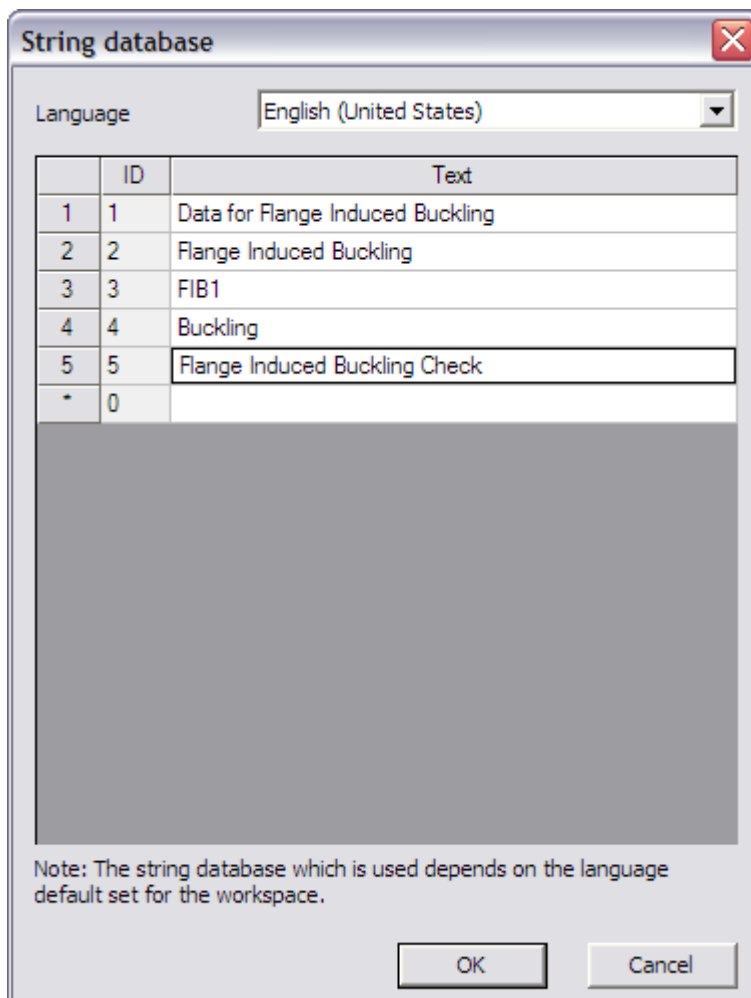 String database
Language English (United States)
ID Text
1 1 Data for Flange Induced Buckling
2 2 Flange Induced Buckling
3 3 FIB1
4 4 Buckling
5 5 Flange Induced Buckling Check
* 0
Note: The string database which is used depends on the language
default set for the workspace.
OK Cancel